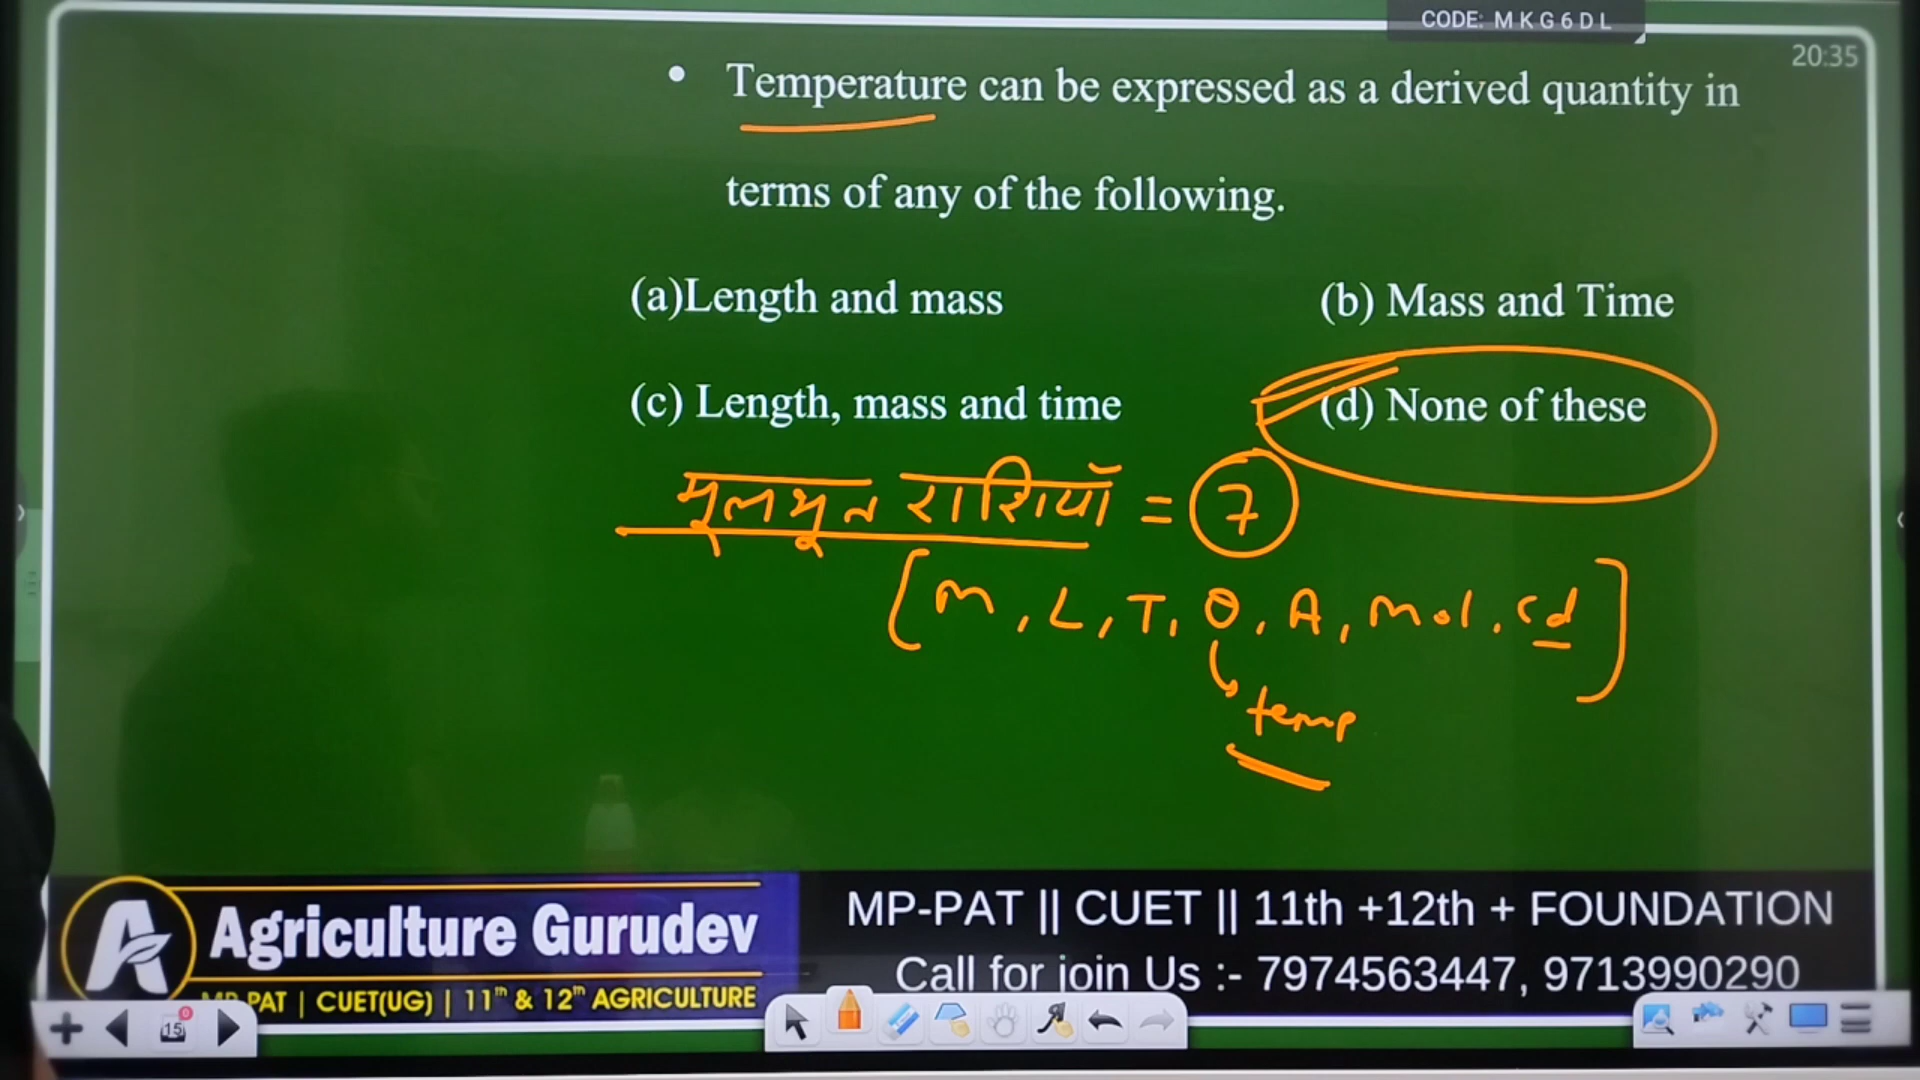 CODE: MKG6DL
20:35
• Temperature can be expressed as a derived quantity in
terms of any of the following.
(a)Length and mass
(b) Mass and Time
(c) Length, mass and time
(d) None of these
मूलभूत राशियाँ = 7
[M, L, T, θ, A, mol, cd]
temp
A Agriculture Gurudev
PAT | CUET(UG) | 11th & 12th AGRICULTURE
MP-PAT || CUET || 11th +12th + FOUNDATION
Call for join Us :- 7974563447, 9713990290
15
0